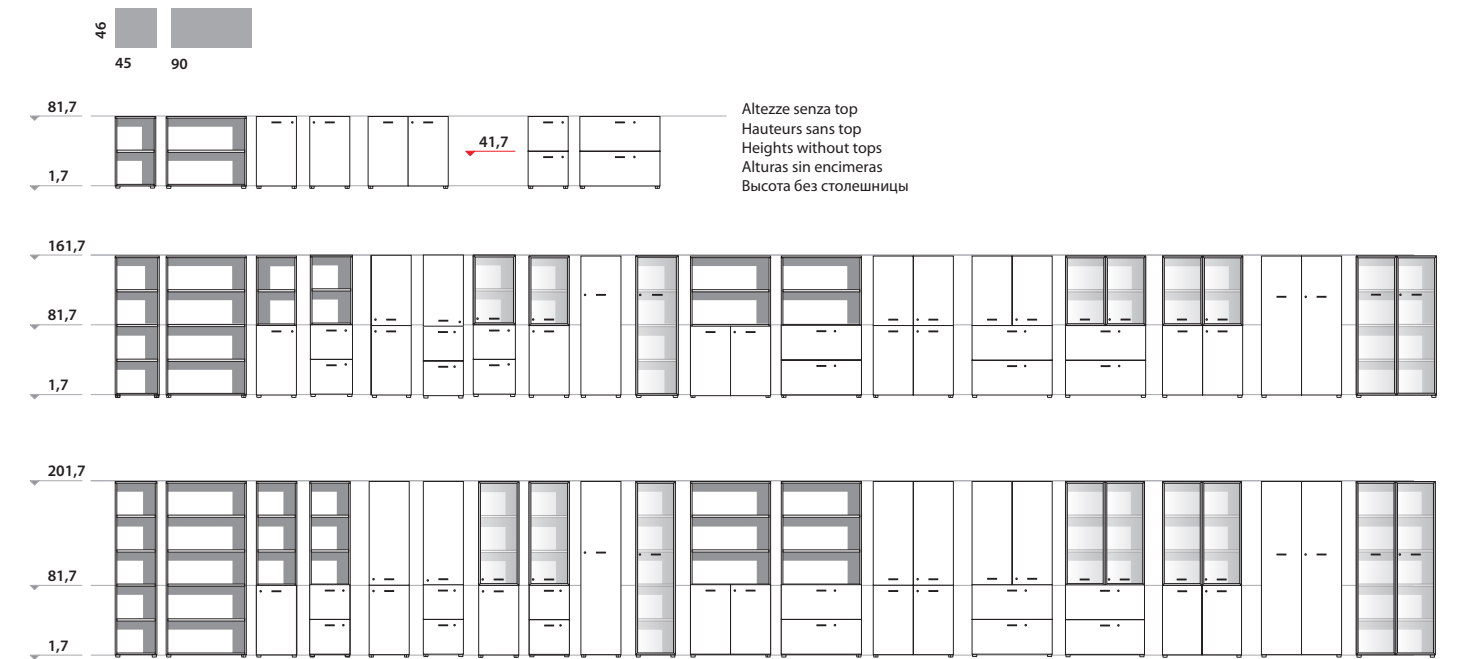 46
45 90
81,7
41,7
1,7
Altezze senza top
Hauteurs sans top
Heights without tops
Alturas sin encimeras
Высота без столешницы
161,7
81,7
1,7
201,7
81,7
1,7